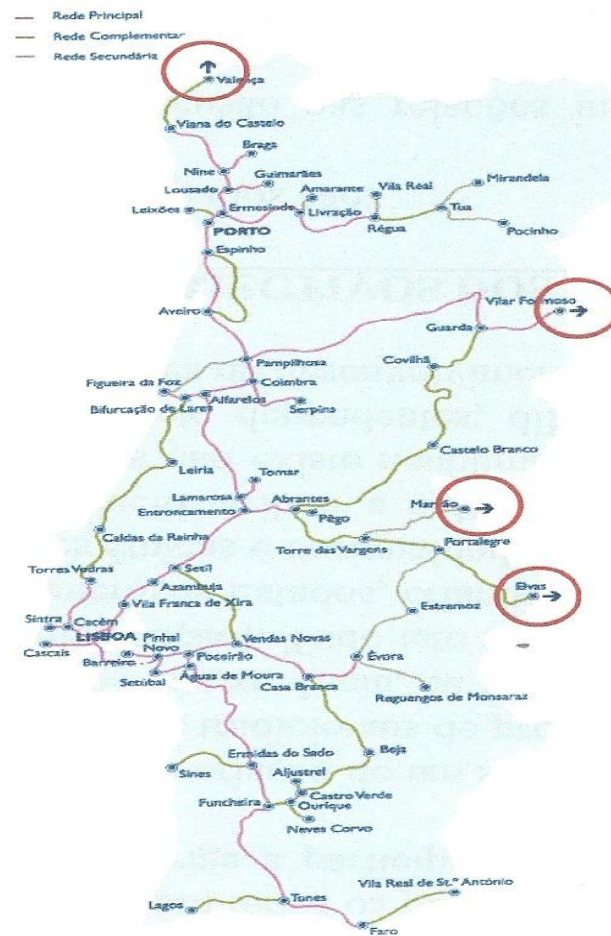 Rede Principal
Rede Complementar
Rede Secundária
Valença
Viana do Castelo
Braga
Nine
Guimarães
Lousado
Amarante
Vila Real
Mirandela
Leixões
Ermesinde
Livração
Régua
Tua
Pocinho
PORTO
Espinho
Aveiro
Vilar Formoso
Guarda
Pampilhosa
Covilhã
Figueira da Foz
Coimbra
Alfarelos
Serpins
Bifurcação de Lares
Castelo Branco
Leiria
Tomar
Lamarosa
Abrantes
Marvão
Entroncamento
Pêgo
Caldas da Rainha
Torre das Vargens
Portalegre
Setil
Torres Vedras
Azambuja
Elvas
Vila Franca de Xira
Estremoz
Sintra
Cacém
LISBOA
Pinhal Novo
Vendas Novas
Cascais
Barreiro
Poceirão
Évora
Setúbal
Águas de Moura
Casa Branca
Reguengos de Monsaraz
Ermidas do Sado
Beja
Sines
Aljustrel
Castro Verde
Funcheira
Ourique
Neves Corvo
Vila Real de St.º António
Lagos
Tunes
Faro